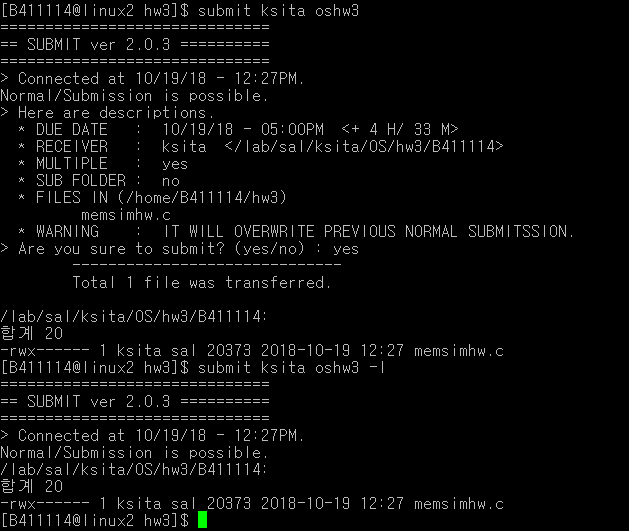 [B411114@linux2 hw3]$ submit ksita oshw3
==============================
== SUBMIT ver 2.0.3 ==========
==============================
> Connected at 10/19/18 - 12:27PM.
Normal/Submission is possible.
> Here are descriptions.
* DUE DATE : 10/19/18 - 05:00PM <+ 4 H/ 33 M>
* RECEIVER : ksita </lab/sal/ksita/OS/hw3/B411114>
* MULTIPLE : yes
* SUB FOLDER : no
* FILES IN (/home/B411114/hw3)
memsimhw.c
* WARNING : IT WILL OVERWRITE PREVIOUS NORMAL SUBMITSSION.
> Are you sure to submit? (yes/no) : yes
------------------------------
Total 1 file was transferred.
/lab/sal/ksita/OS/hw3/B411114:
합계 20
-rwx------ 1 ksita sal 20373 2018-10-19 12:27 memsimhw.c
[B411114@linux2 hw3]$ submit ksita oshw3 -l
==============================
== SUBMIT ver 2.0.3 ==========
==============================
> Connected at 10/19/18 - 12:27PM.
Normal/Submission is possible.
/lab/sal/ksita/OS/hw3/B411114:
합계 20
-rwx------ 1 ksita sal 20373 2018-10-19 12:27 memsimhw.c
[B411114@linux2 hw3]$